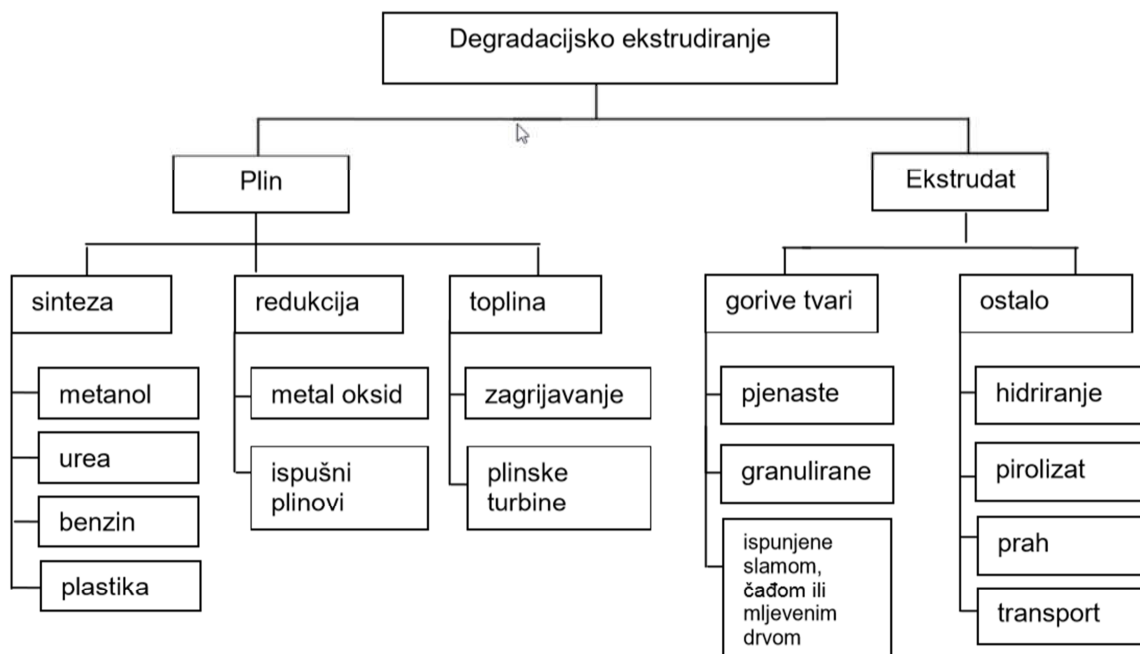 Degradacijsko ekstrudiranje
Plin
Ekstrudat
sinteza
redukcija
toplina
gorive tvari
ostalo
metanol
urea
benzin
plastika
metal oksid
ispušni
plinovi
zagrijavanje
plinske
turbine
pjenaste
granulirane
ispunjene
slamom,
čađom ili
mljevenim
drvom
hidriranje
pirolizat
prah
transport